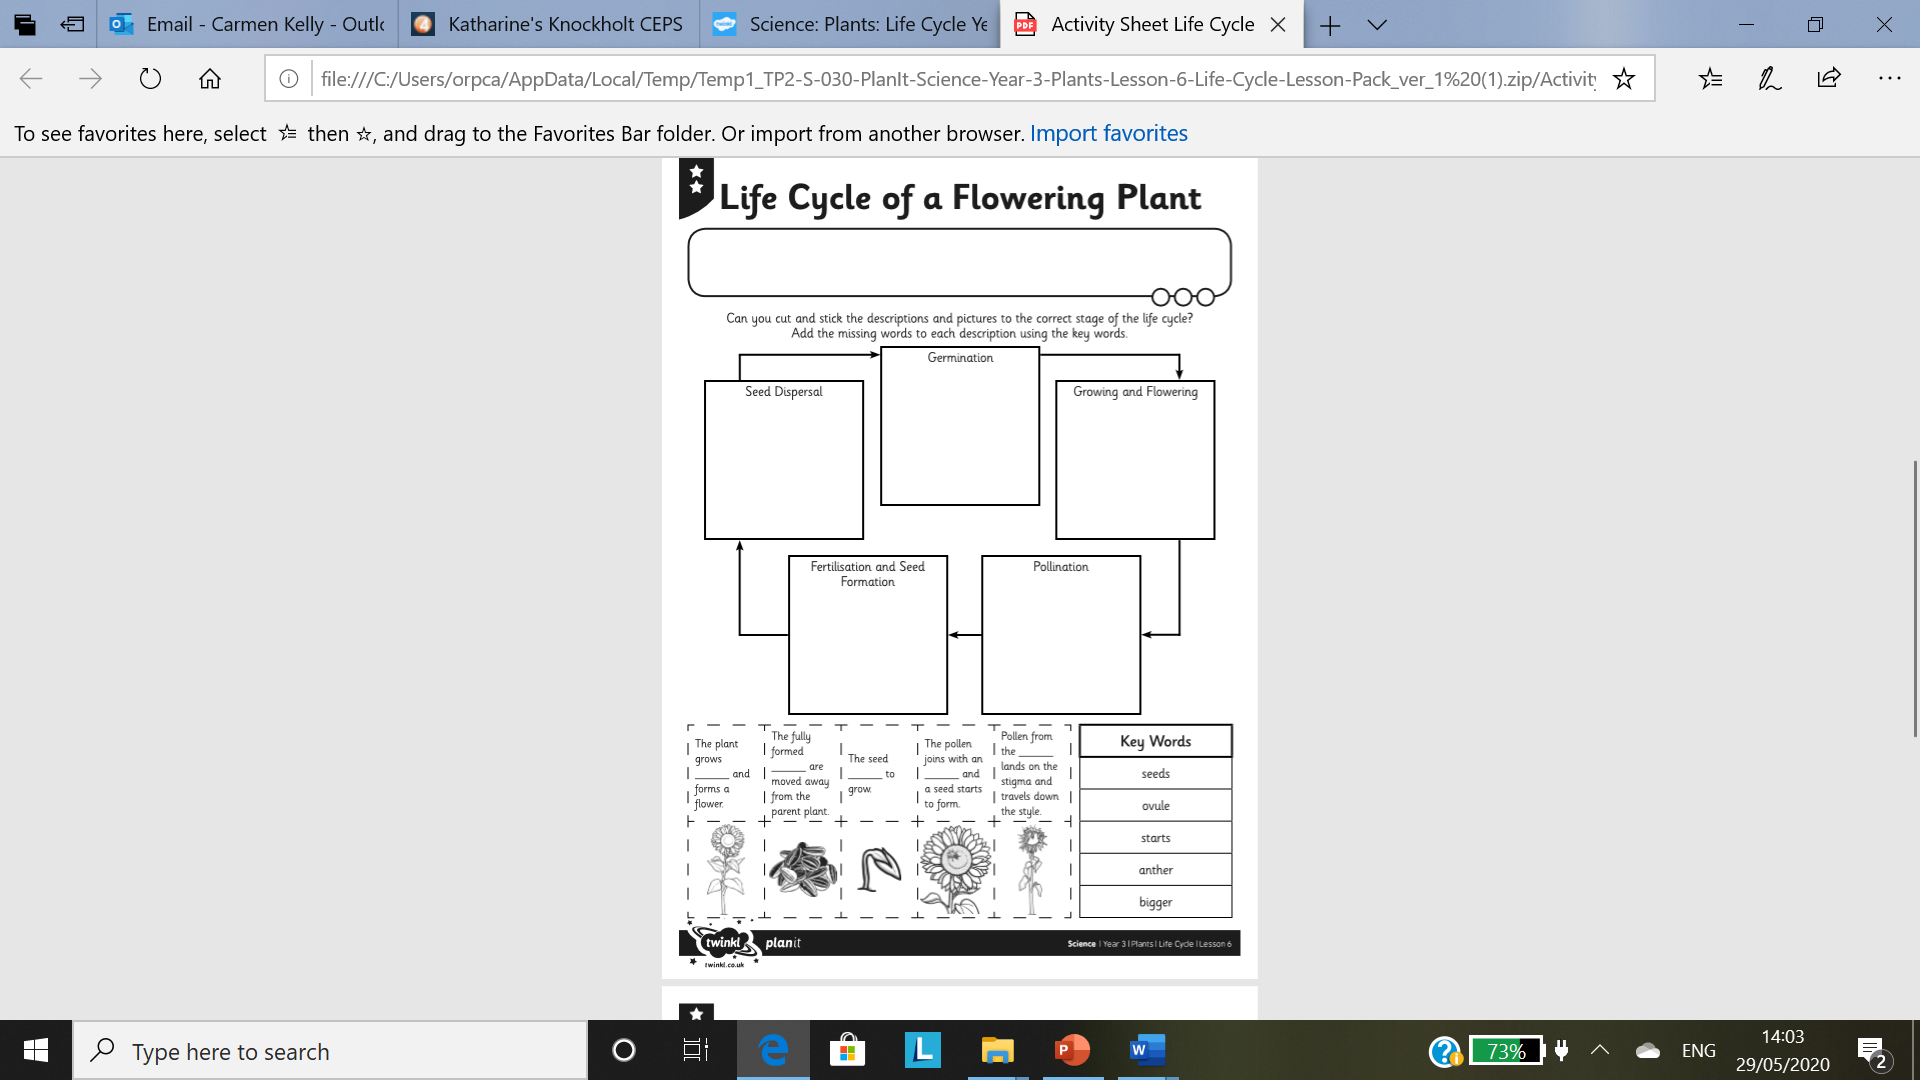 Email - Carmen Kelly - Outlo
Katharine's Knockholt CEPS
Science: Plants: Life Cycle Ye
PDF
Activity Sheet Life Cycle
file:///C:/Users/orpca/AppData/Local/Temp/Temp1_TP2-S-030-PlanIt-Science-Year-3-Plants-Lesson-6-Life-Cycle-Lesson-Pack_ver_1%20(1).zip/Activity
To see favorites here, select then , and drag to the Favorites Bar folder. Or import from another browser. Import favorites
Life Cycle of a Flowering Plant
Can you cut and stick the descriptions and pictures to the correct stage of the life cycle?
Add the missing words to each description using the key words.
Germination
Seed Dispersal
Growing and Flowering
Fertilisation and Seed
Formation
Pollination
The plant
grows
______ and
forms a
flower.
The fully
formed
______ are
moved away
from the
parent plant.
The seed
______ to
grow.
The pollen
joins with an
______ and
a seed starts
to form.
Pollen from
the ______
lands on the
stigma and
travels down
the style.
Key Words
seeds
ovule
starts
anther
bigger
twinkl
planit
twinkl.co.uk
Science | Year 3 | Plants | Life Cycle | Lesson 6
Type here to search
L
P
W
73%
ENG
14:03
29/05/2020
2